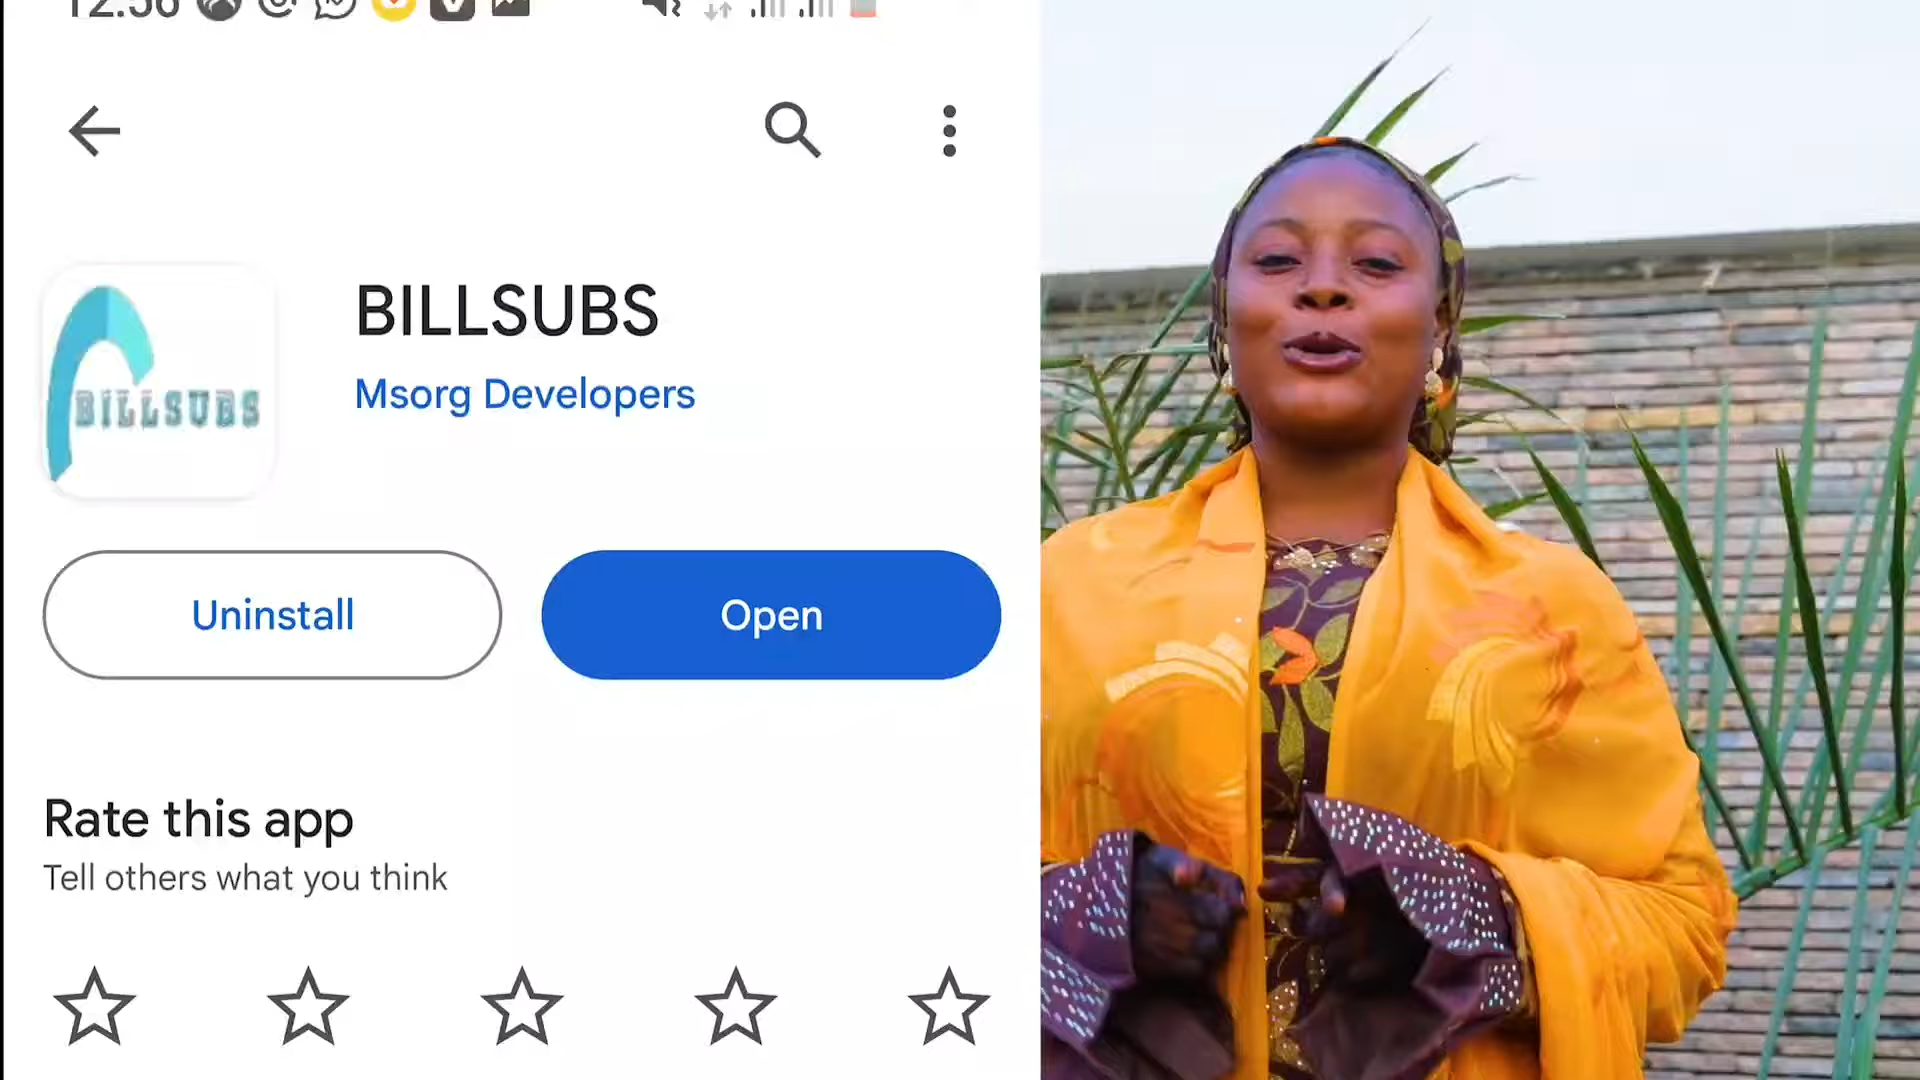 12:56
BILLSUBS
Msorg Developers
BILLSUBS
Uninstall
Open
Rate this app
Tell others what you think